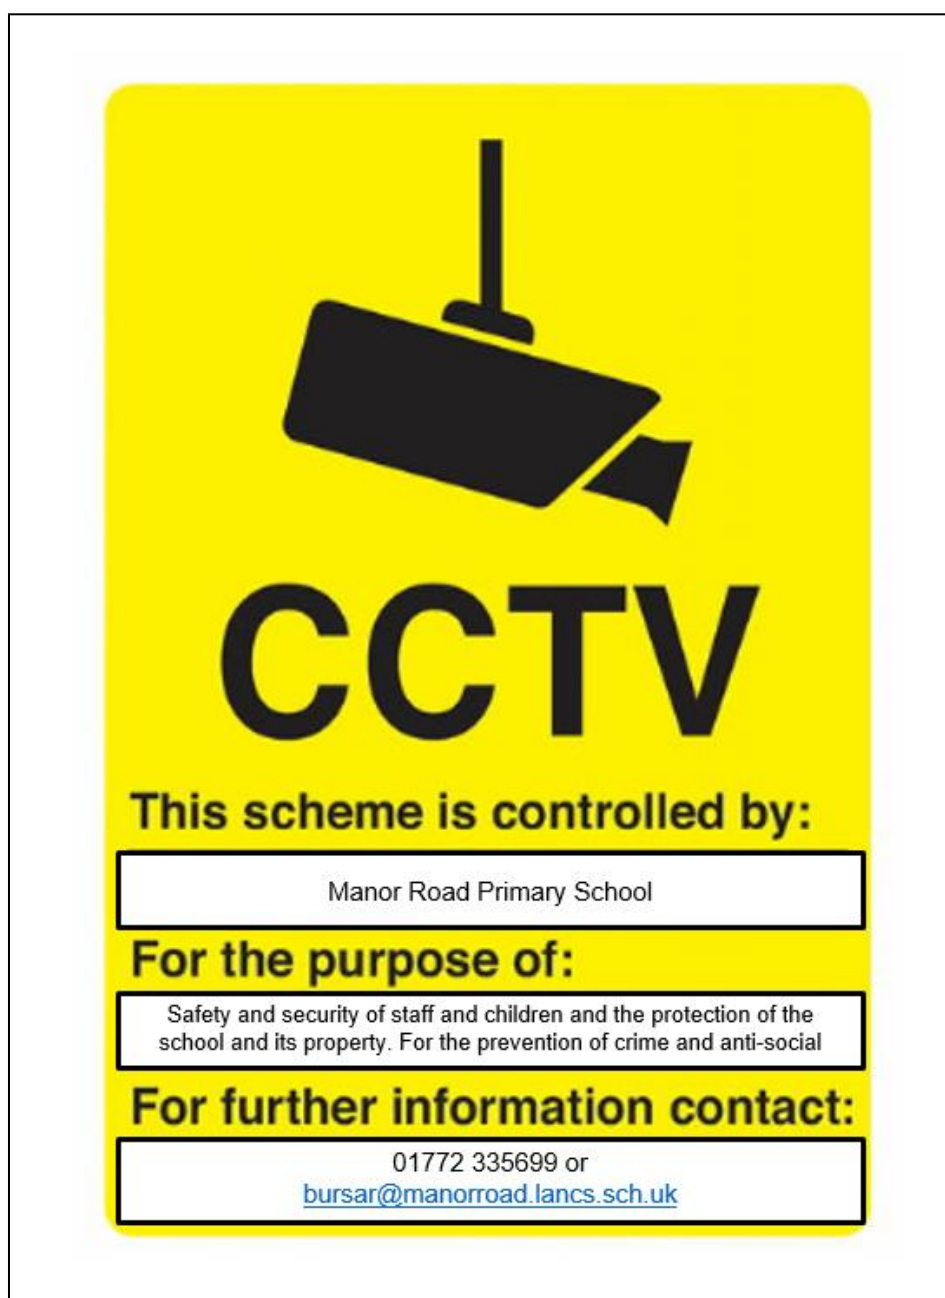 CCTV
This scheme is controlled by:
Manor Road Primary School
For the purpose of:
Safety and security of staff and children and the protection of the
school and its property. For the prevention of crime and anti-social
For further information contact:
01772 335699 or
bursar@manorroad.lancs.sch.uk